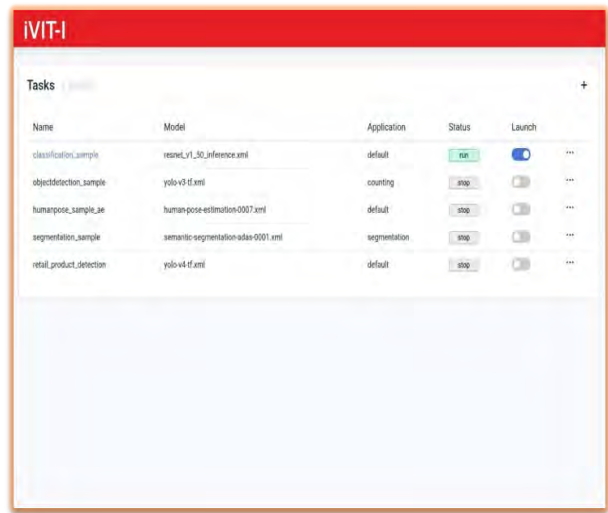 iVIT-I
Tasks
+
Name Model Application Status Launch
classification_sample resnet_v1_50_inference.xml default run ...
objectdetection_sample yolo-v3-tf.xml counting stop ...
humanpose_sample_ae human-pose-estimation-0007.xml default stop ...
segmentation_sample semantic-segmentation-adas-0001.xml segmentation stop ...
retail_product_detection yolo-v4-tf.xml default stop ...